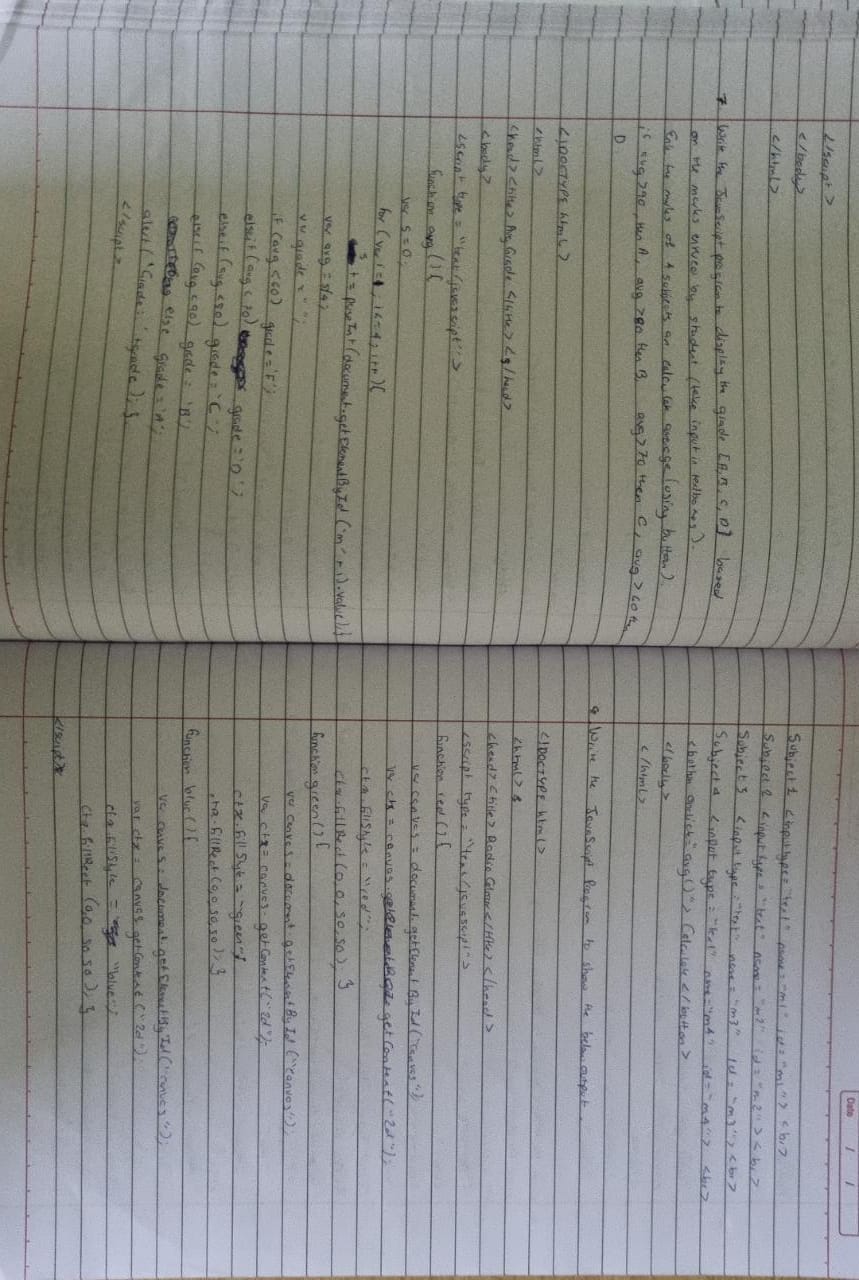 </script>
</body>
</html>
7 Write the JavaScript program to display the grade [A, B, C, D] based
on the marks entered by student (take input in textboxes).
Enter the marks of 4 subjects an calculate average (using button).
if avg >90, then A, avg >80 then B, avg >70 then C, avg >60 then
D
<!DOCTYPE html>
<html>
<head> <title> Avg Grade </title> </head>
<body>
<script type = "text/javascript">
function avg () {
var s = 0;
for (var i=1; i<=4; i++) {
s += parseInt (document.getElementById ('m' + i).value);}
var avg = s/4;
var grade = " ";
if (avg < 60) grade = 'F';
else if (avg < 70) grade = 'D';
else if (avg < 80) grade = 'C';
else if (avg < 90) grade = 'B';
else grade = 'A';
alert ('Grade: ' + grade); }
</script>
Date / /
Subject 1 <input type = "text" name = "m1" id = "m1"> <br>
Subject 2 <input type = "text" name = "m2" id = "m2"> <br>
Subject 3 <input type = "text" name = "m3" id = "m3"> <br>
Subject 4 <input type = "text" name = "m4" id = "m4"> <br>
<button onclick = "avg()"> Calculate </button>
</body>
</html>
Write the JavaScript Program to show the below output
<!DOCTYPE html>
<html>
<head> <title> Radio Colour </title> </head>
<script type = "text/javascript">
function red () {
var canvas = document.getElementById ("canvas");
var ctx = canvas.getContext ("2d");
ctx.fillStyle = "red";
ctx.fillRect (0, 0, 50, 50); }
function green () {
var canvas = document.getElementById ("canvas");
var ctx = canvas.getContext ("2d");
ctx.fillStyle = "green";
ctx.fillRect (0, 0, 50, 50); }
function blue () {
var canvas = document.getElementById ("canvas");
var ctx = canvas.getContext ("2d");
ctx.fillStyle = "blue";
ctx.fillRect (0, 0, 50, 50); }
</script>